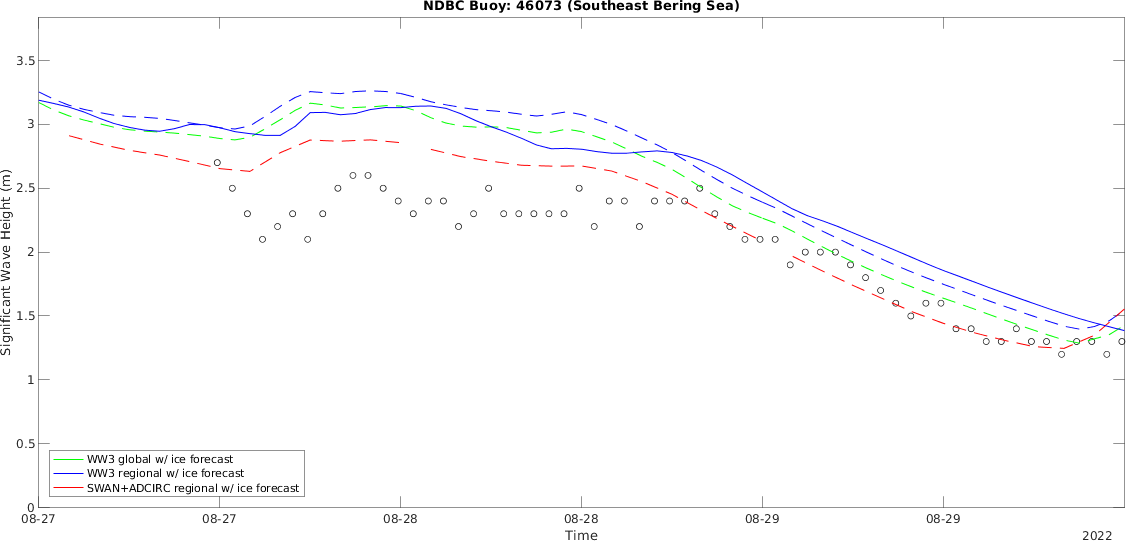 NDBC Buoy: 46073 (Southeast Bering Sea)
Significant Wave Height (m)
3.5
3
2.5
2
1.5
1
0.5
0
WW3 global w/ ice forecast
WW3 regional w/ ice forecast
SWAN+ADCIRC regional w/ ice forecast
08-27 08-27 08-28 08-28 08-29 08-29
Time
2022